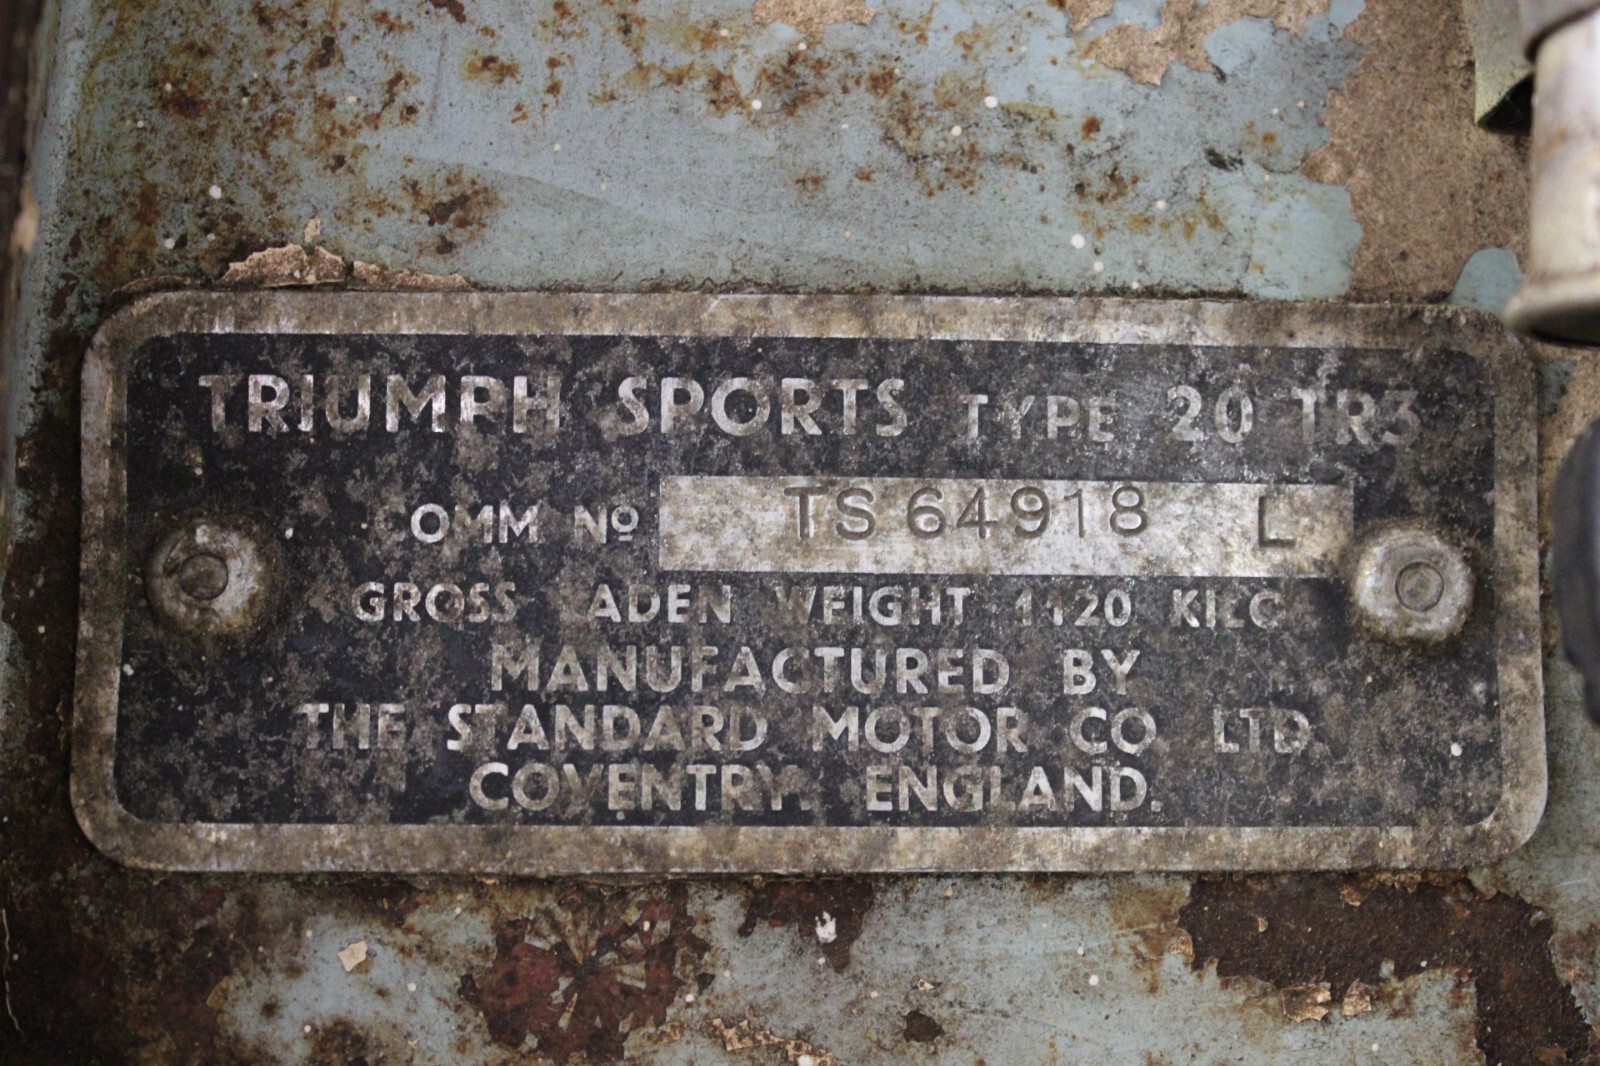 TRIUMPH SPORTS TYPE 20 TR3
COMM Nº TS 64918 L
GROSS LADEN WEIGHT 1120 KILOS
MANUFACTURED BY
THE STANDARD MOTOR CO. LTD.
COVENTRY. ENGLAND.